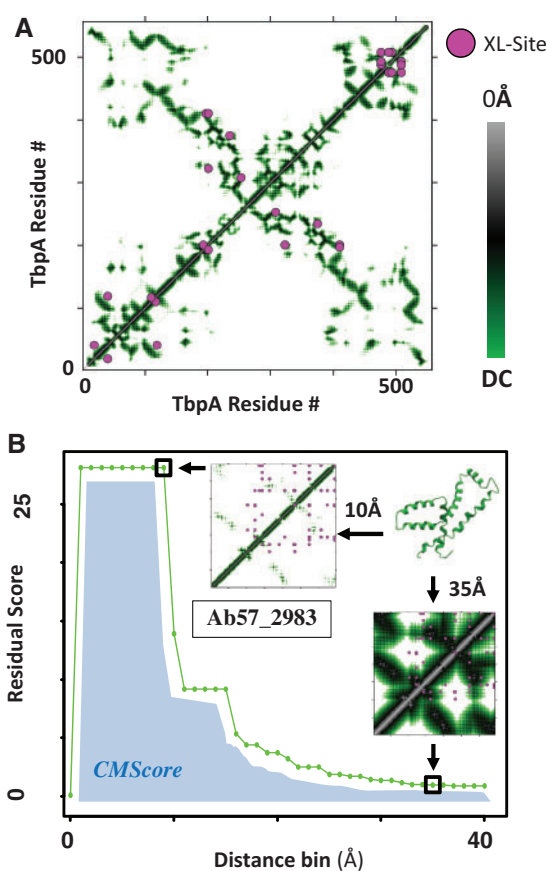 A
XL-Site
500
0Å
TbpA Residue #
0
DC
0
500
TbpA Residue #
B
25
10Å
35Å
Ab57_2983
Residual Score
CMScore
0
0
40
Distance bin (Å)